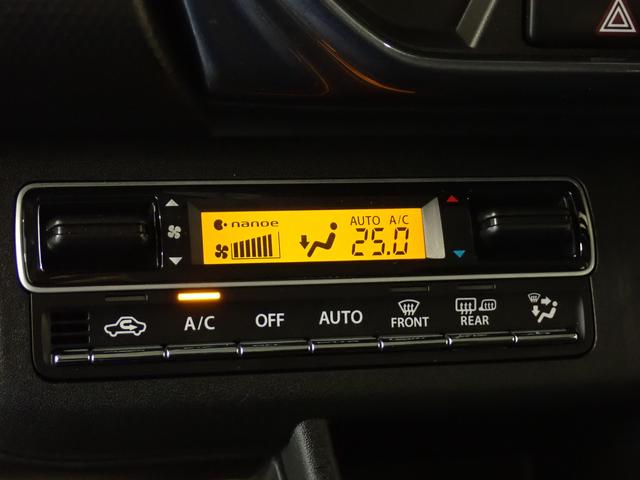 nanoe AUTO A/C
25.0
A/C OFF AUTO FRONT REAR